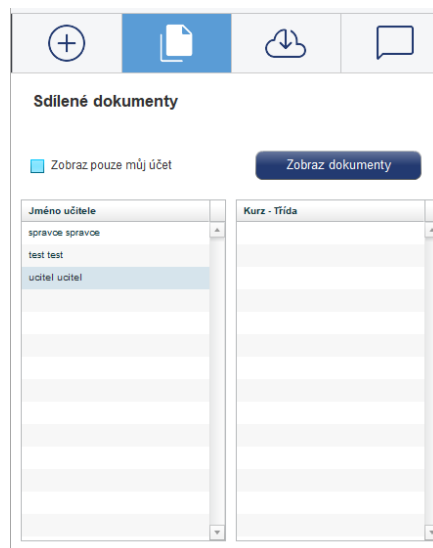 Sdílené dokumenty
Zobraz pouze můj účet
Zobraz dokumenty
Jméno učitele
Kurz - Třída
spravce spravce
test test
ucitel ucitel